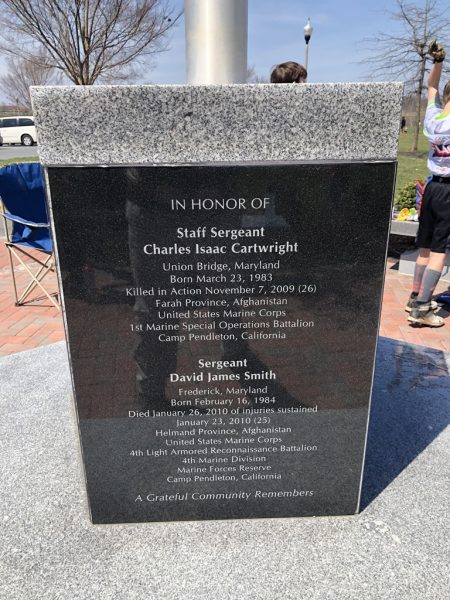 IN HONOR OF
Staff Sergeant
Charles Isaac Cartwright
Union Bridge, Maryland
Born March 23, 1983
Killed in Action November 7, 2009 (26)
Farah Province, Afghanistan
United States Marine Corps
1st Marine Special Operations Battalion
Camp Pendleton, California
Sergeant
David James Smith
Frederick, Maryland
Born February 16, 1984
Died January 26, 2010 of injuries sustained
January 23, 2010 (25)
Helmand Province, Afghanistan
United States Marine Corps
4th Light Armored Reconnaissance Battalion
4th Marine Division
Marine Forces Reserve
Camp Pendleton, California
A Grateful Community Remembers